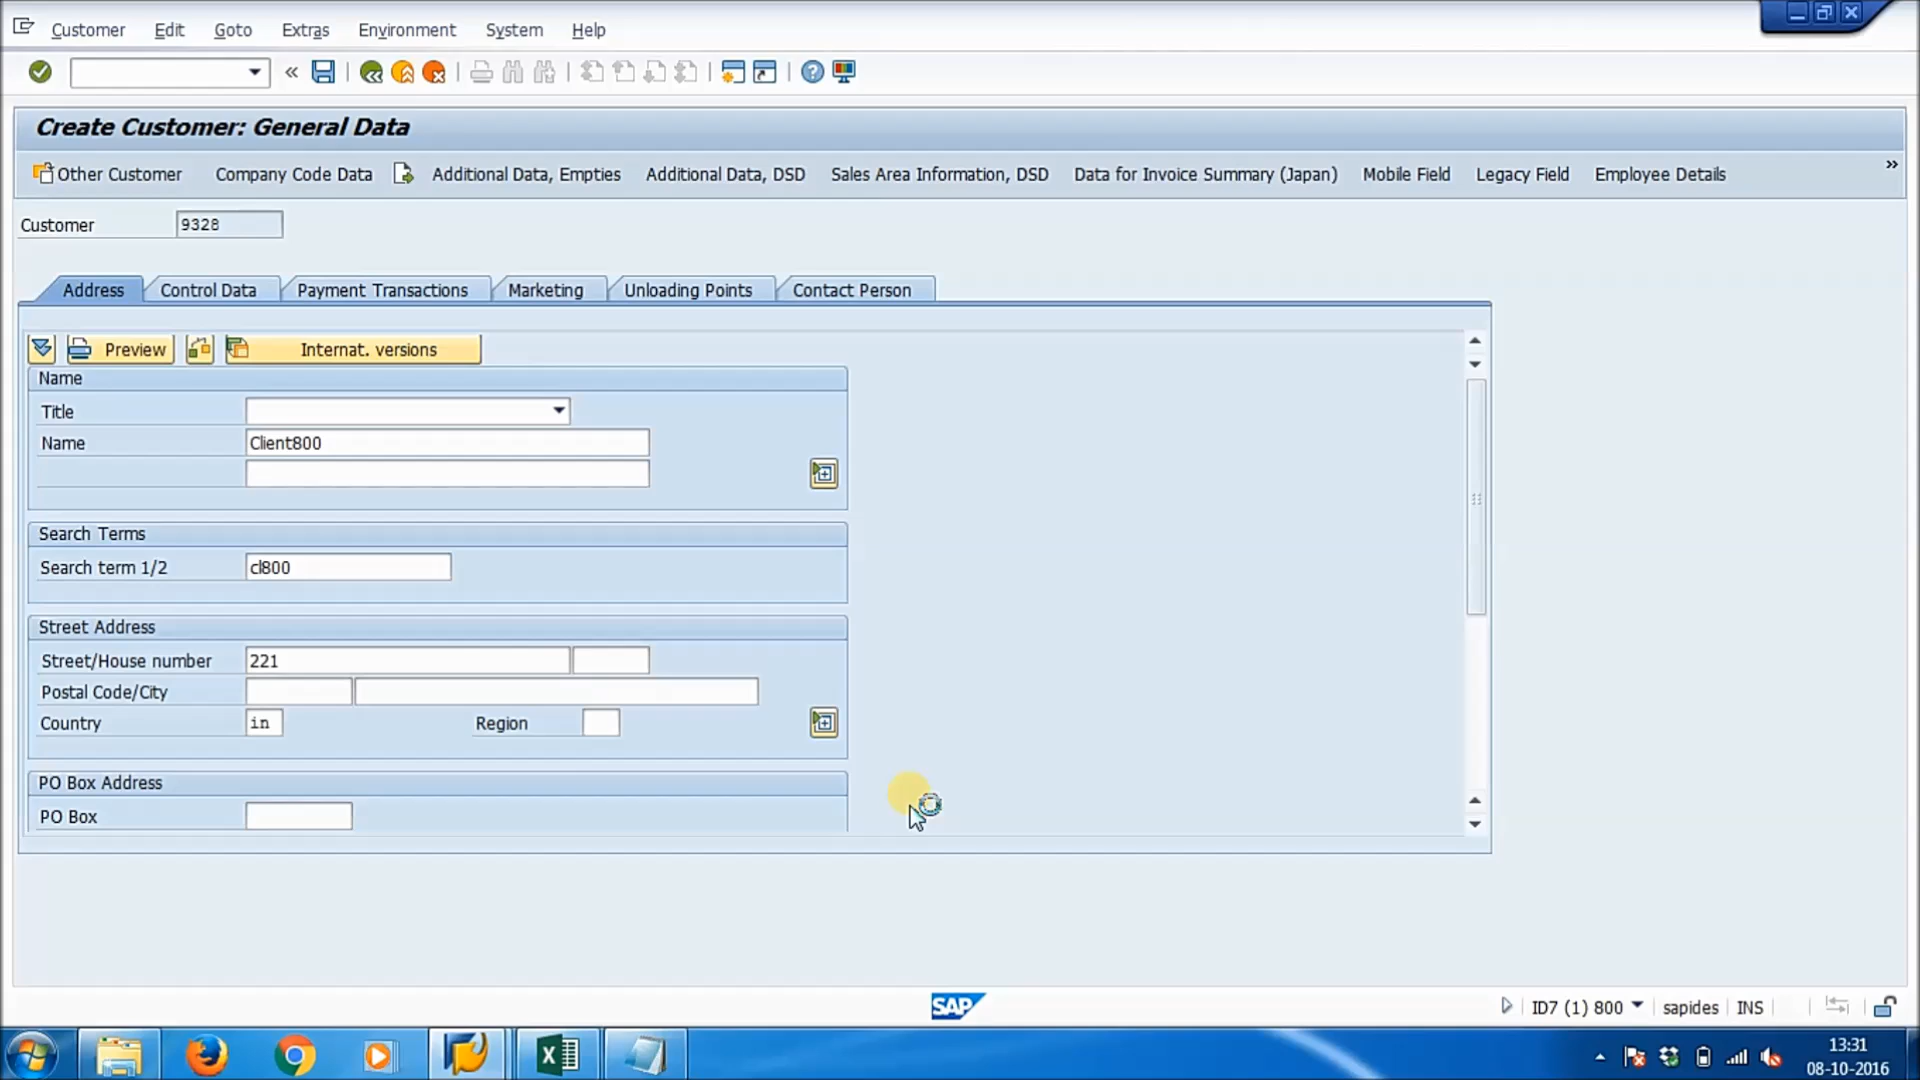 Customer Edit Goto Extras Environment System Help
Create Customer: General Data
Other Customer Company Code Data Additional Data, Empties Additional Data, DSD Sales Area Information, DSD Data for Invoice Summary (Japan) Mobile Field Legacy Field Employee Details
Customer 9328
Address Control Data Payment Transactions Marketing Unloading Points Contact Person
Preview Internat. versions
Name
Title
Name Client800
Search Terms
Search term 1/2 cl800
Street Address
Street/House number 221
Postal Code/City
Country in Region
PO Box Address
PO Box
SAP ID7 (1) 800 sapides INS
13:31
08-10-2016